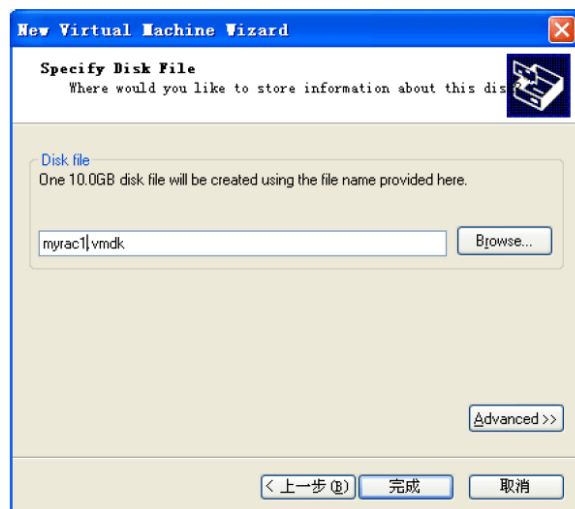 New Virtual Machine Wizard
Specify Disk File
Where would you like to store information about this dis
Disk file
One 10.0GB disk file will be created using the file name provided here.
myrac1.vmdk
Browse...
Advanced >>
< 上一步(B)
完成
取消